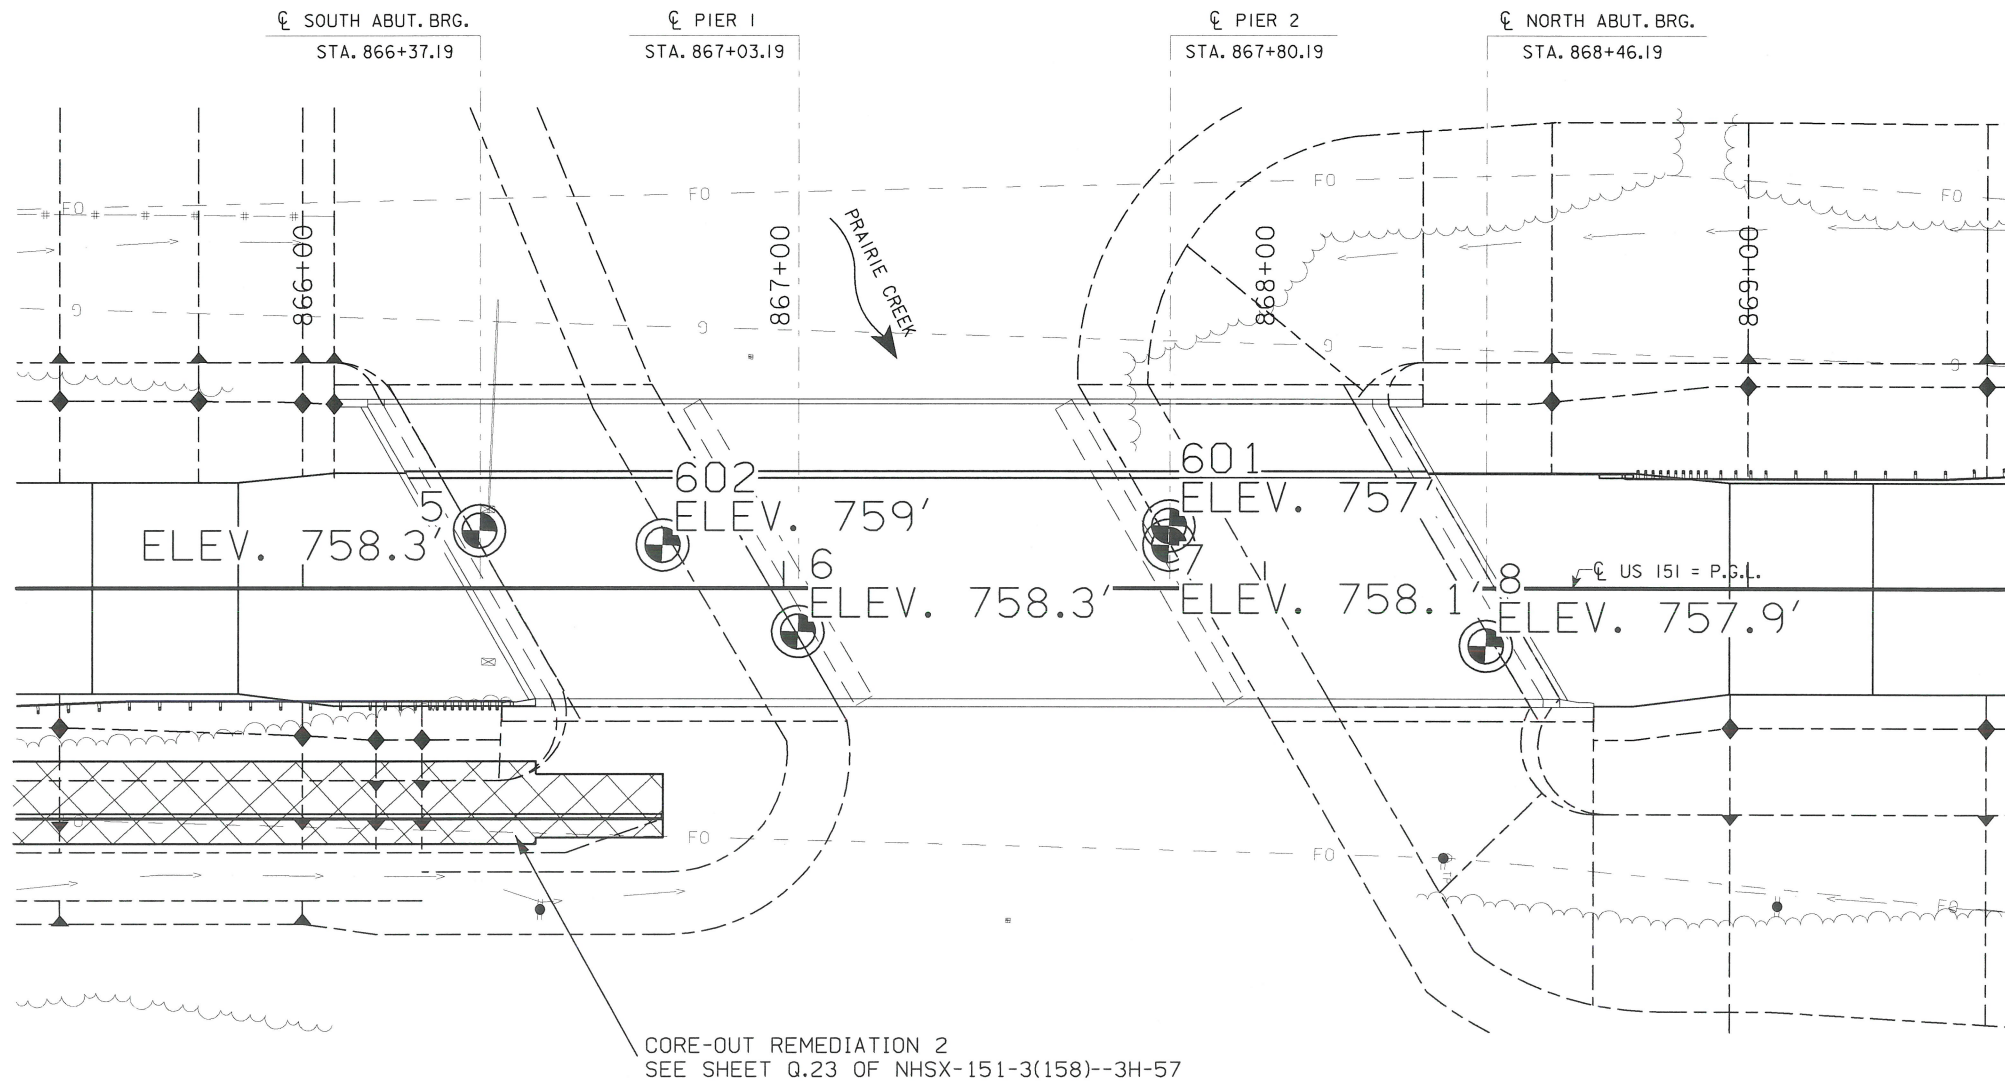 ℄ SOUTH ABUT. BRG.
STA. 866+37.19
℄ PIER 1
STA. 867+03.19
℄ PIER 2
STA. 867+80.19
℄ NORTH ABUT. BRG.
STA. 868+46.19
FO
FO
FO
FO
PRAIRIE CREEK
866+00
867+00
868+00
869+00
G
G
G
G
5
ELEV. 758.3'
602
ELEV. 759'
601
ELEV. 757'
6
ELEV. 758.3'
7
ELEV. 758.1'
8
ELEV. 757.9'
℄ US 151 = P.G.L.
FO
FO
FO
CORE-OUT REMEDIATION 2
SEE SHEET Q.23 OF NHSX-151-3(158)--3H-57